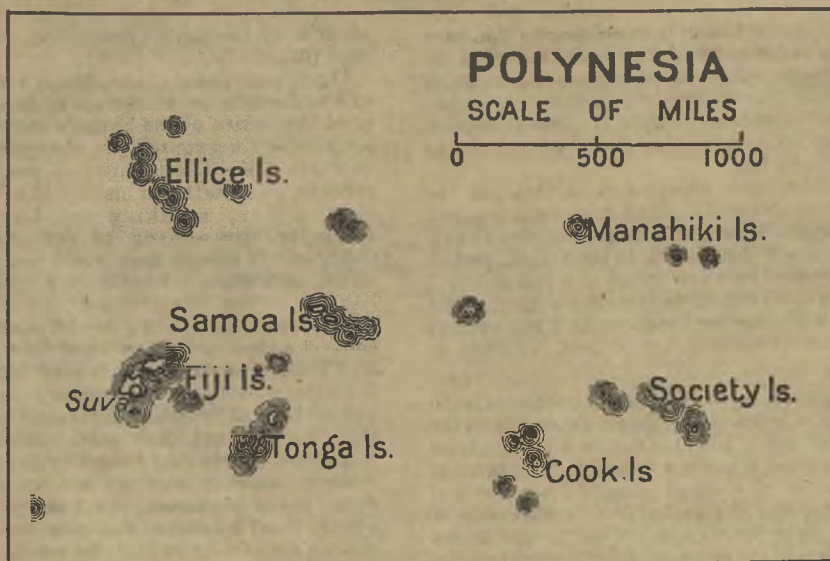 POLYNESIA
SCALE OF MILES
0 500 1000
Ellice Is.
Manahiki Is.
Samoa Is.
Fiji Is.
Suva
Society Is.
Tonga Is.
Cook Is